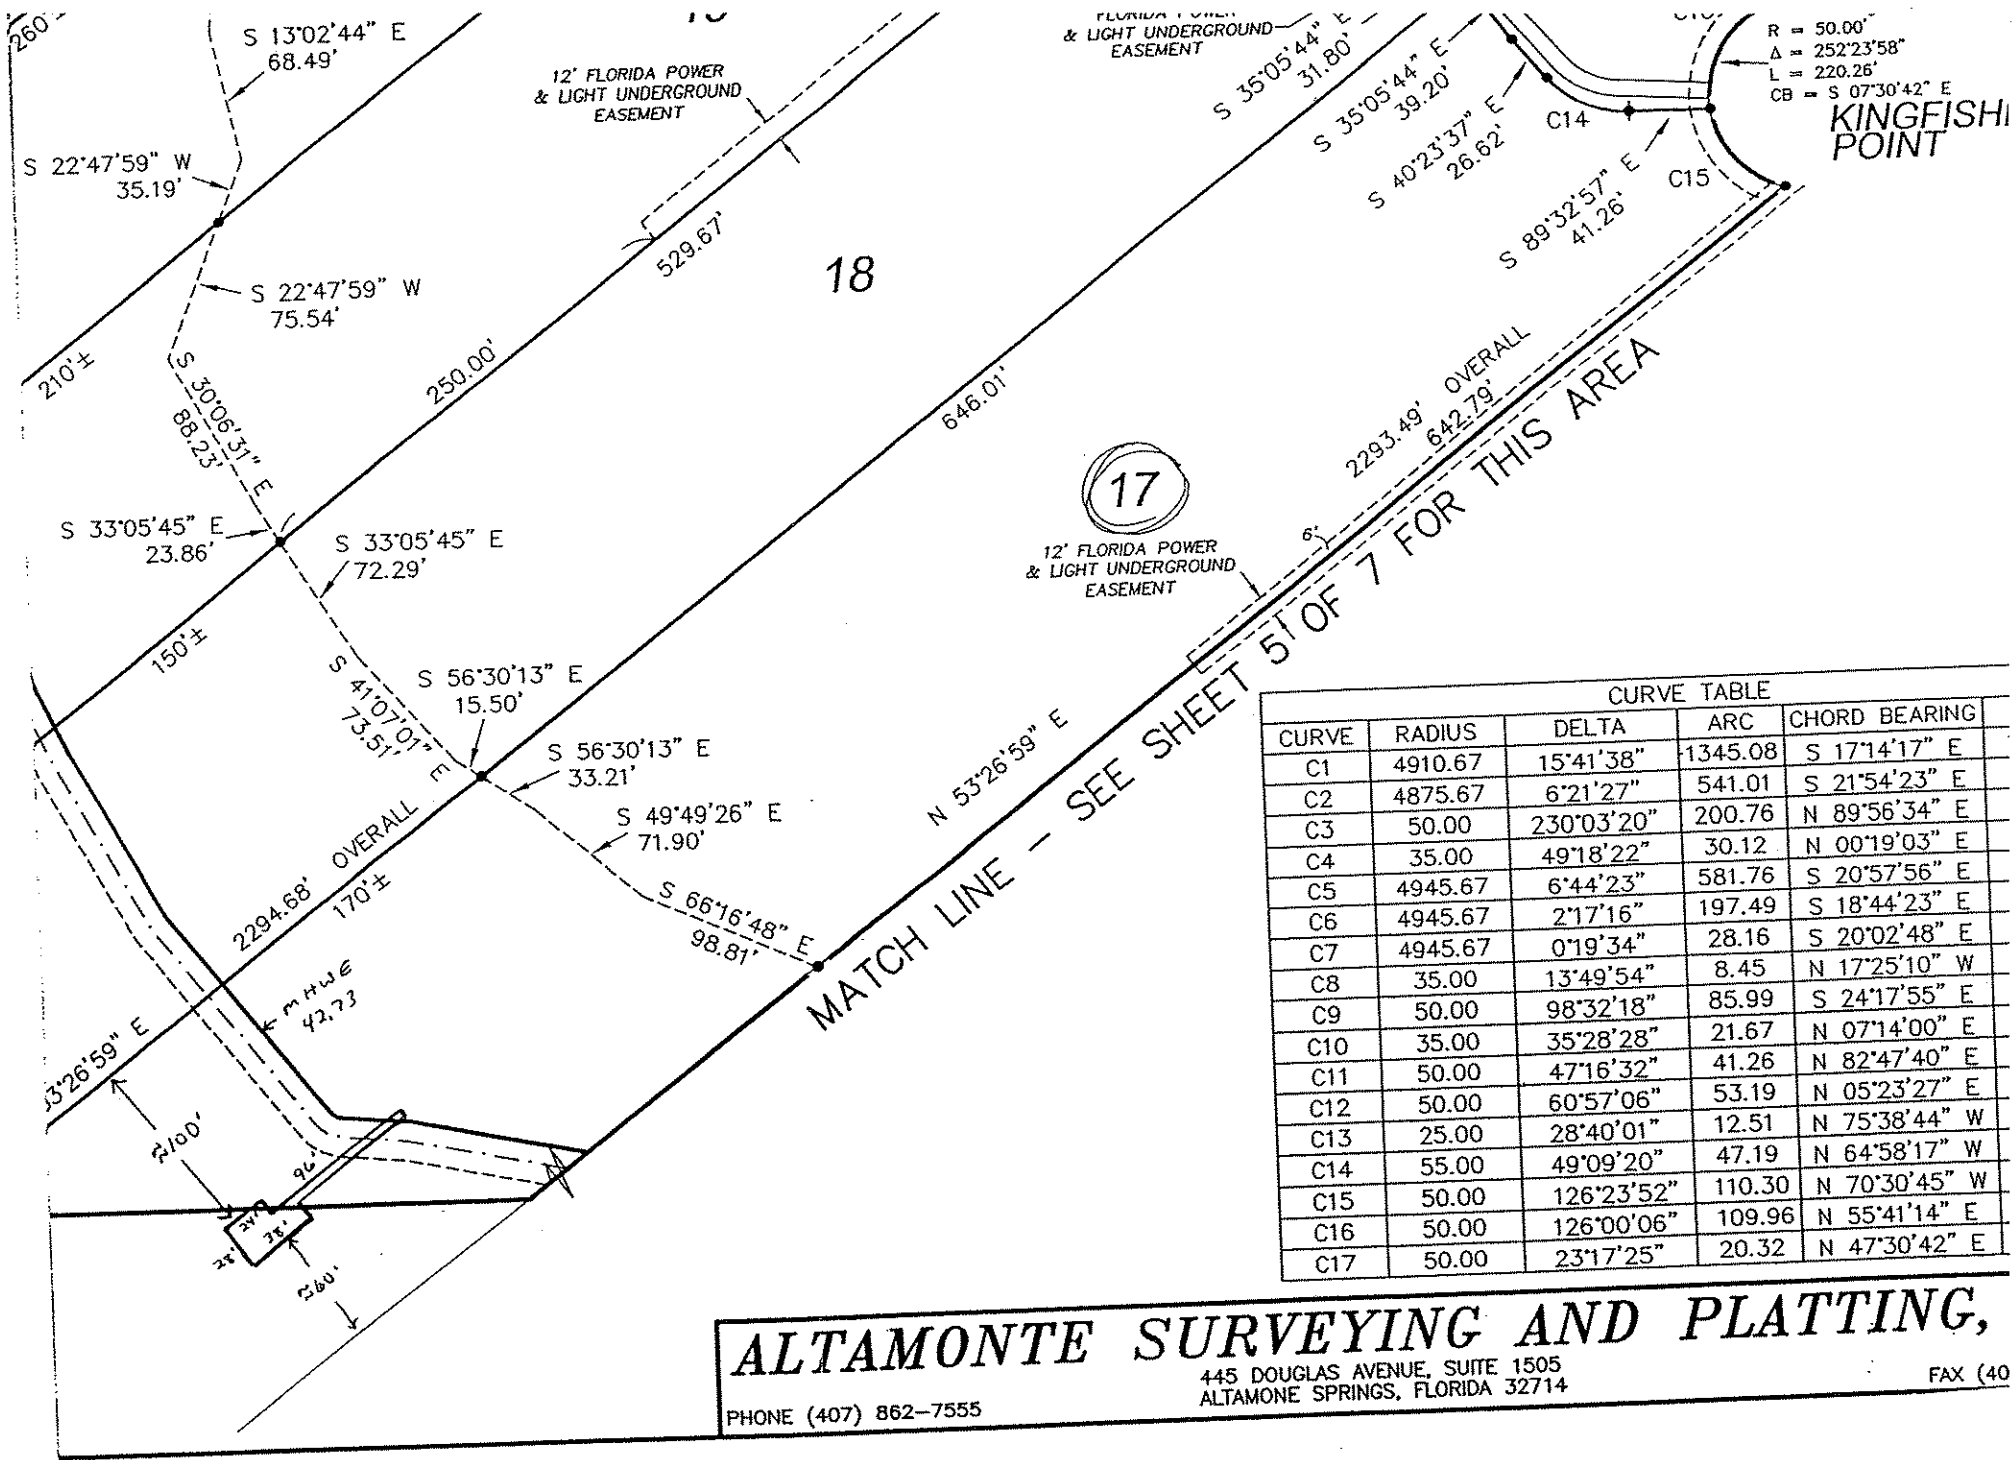 260'±
S 13°02'44" E
68.49'
12' FLORIDA POWER
& LIGHT UNDERGROUND
EASEMENT
FLORIDA POWER
& LIGHT UNDERGROUND
EASEMENT
S 35°05'44" E
31.80'
S 35°05'44" E
39.20'
S 40°23'37" E
26.62'
S 89°32'57" E
41.26'
C14
C15
R = 50.00'
Δ = 252°23'58"
L = 220.26'
CB = S 07°30'42" E
KINGFISHE
POINT
S 22°47'59" W
35.19'
S 22°47'59" W
75.54'
210'±
529.67'
18
250.00'
S 30°06'31" E
88.23'
646.01'
2293.49' OVERALL
642.79'
17
12' FLORIDA POWER
& LIGHT UNDERGROUND
EASEMENT
6'
S 33°05'45" E
23.86'
S 33°05'45" E
72.29'
150'±
S 41°07'01" E
73.51'
S 56°30'13" E
15.50'
S 56°30'13" E
33.21'
S 49°49'26" E
71.90'
S 66°16'48" E
98.81'
N 53°26'59" E
MATCH LINE - SEE SHEET 5 OF 7 FOR THIS AREA
2294.68' OVERALL
170'±
MHWE
42.73
53°26'59" E
≈100'
96'
24'
38'
28'
≈60'
CURVE TABLE
CURVE RADIUS DELTA ARC CHORD BEARING
C1 4910.67 15°41'38" 1345.08 S 17°14'17" E
C2 4875.67 6°21'27" 541.01 S 21°54'23" E
C3 50.00 230°03'20" 200.76 N 89°56'34" E
C4 35.00 49°18'22" 30.12 N 00°19'03" E
C5 4945.67 6°44'23" 581.76 S 20°57'56" E
C6 4945.67 2°17'16" 197.49 S 18°44'23" E
C7 4945.67 0°19'34" 28.16 S 20°02'48" E
C8 35.00 13°49'54" 8.45 N 17°25'10" W
C9 50.00 98°32'18" 85.99 S 24°17'55" E
C10 35.00 35°28'28" 21.67 N 07°14'00" E
C11 50.00 47°16'32" 41.26 N 82°47'40" E
C12 50.00 60°57'06" 53.19 N 05°23'27" E
C13 25.00 28°40'01" 12.51 N 75°38'44" W
C14 55.00 49°09'20" 47.19 N 64°58'17" W
C15 50.00 126°23'52" 110.30 N 70°30'45" W
C16 50.00 126°00'06" 109.96 N 55°41'14" E
C17 50.00 23°17'25" 20.32 N 47°30'42" E
ALTAMONTE SURVEYING AND PLATTING,
445 DOUGLAS AVENUE, SUITE 1505
ALTAMONE SPRINGS, FLORIDA 32714
PHONE (407) 862-7555
FAX (40